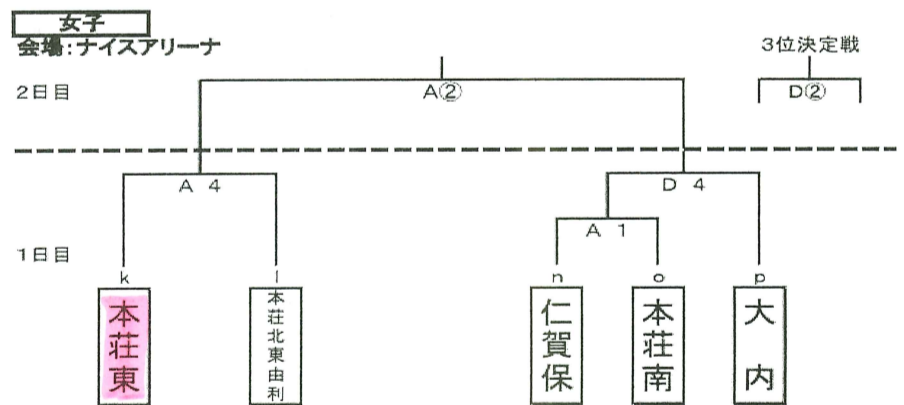 女子
会場：ナイスアリーナ
3位決定戦
2日目
A②
D②
A 4
D 4
A 1
1日目
k
l
n
o
p
本荘東
本荘北東由利
仁賀保
本荘南
大内